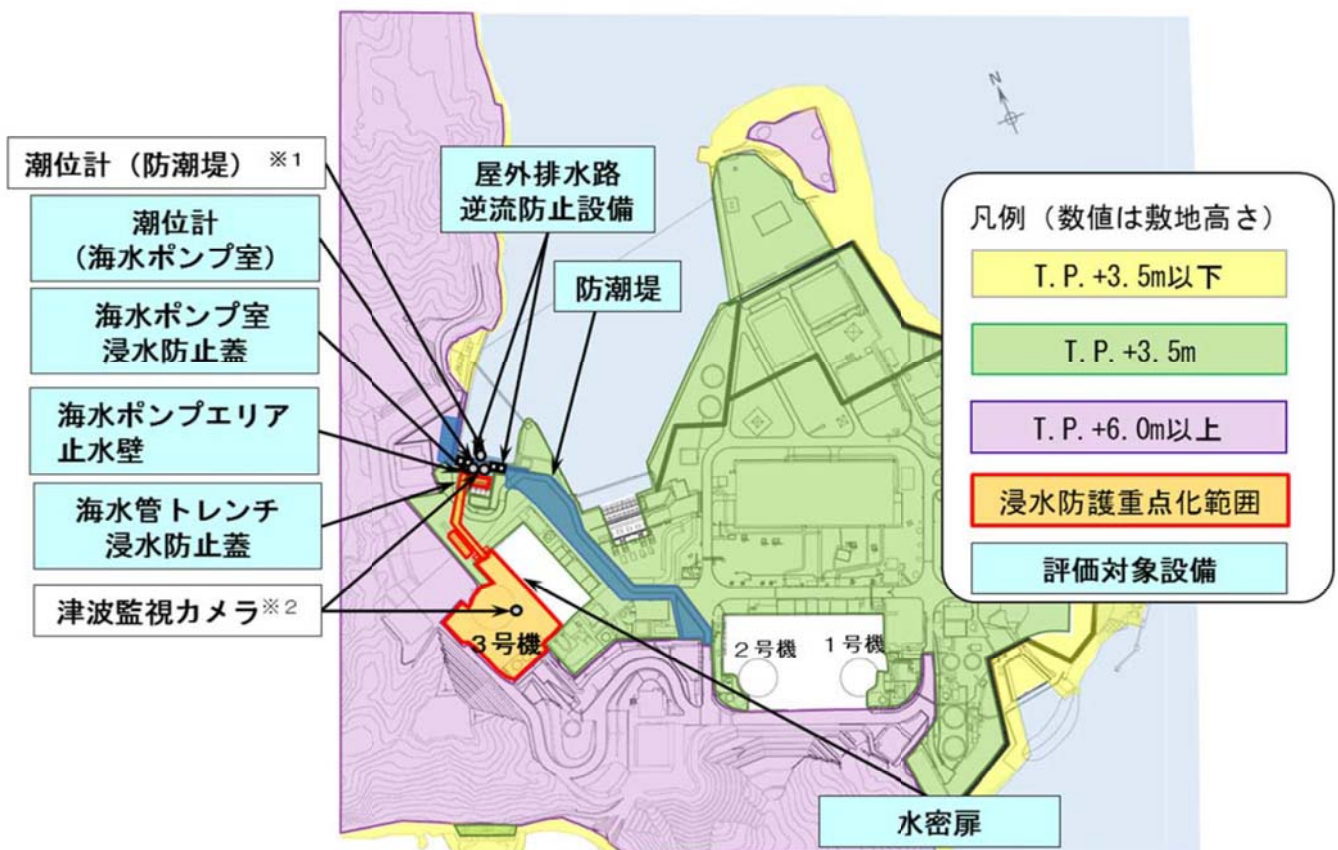 潮位計（防潮堤）※1
潮位計
（海水ポンプ室）
海水ポンプ室
浸水防止蓋
海水ポンプエリア
止水壁
海水管トレンチ
浸水防止蓋
津波監視カメラ※2
屋外排水路
逆流防止設備
防潮堤
N
凡例（数値は敷地高さ）
T.P.+3.5m以下
T.P.+3.5m
T.P.+6.0m以上
浸水防護重点化範囲
評価対象設備
3号機
2号機
1号機
水密扉